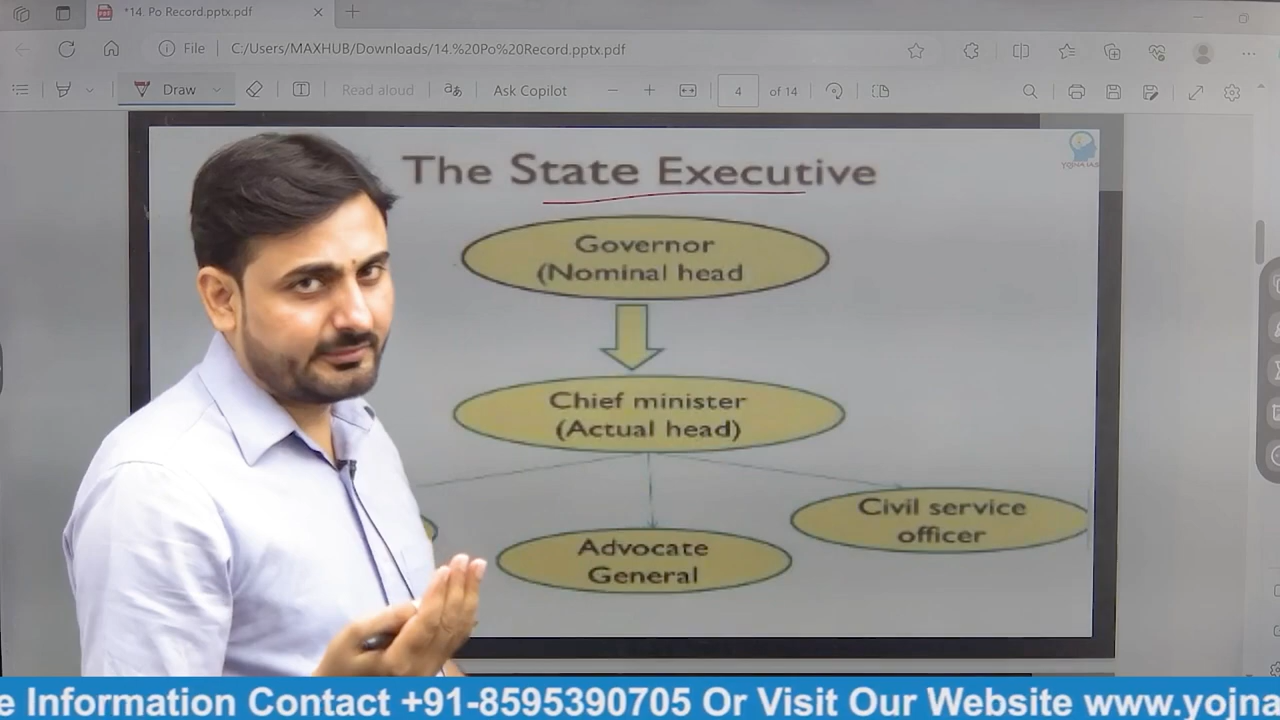 *14. Po Record.pptx.pdf
File
C:/Users/MAXHUB/Downloads/14.%20Po%20Record.pptx.pdf
Draw
Read aloud
Ask Copilot
4
of 14
YOJNA IAS
The State Executive
Governor
(Nominal head
Chief minister
(Actual head)
Civil service
officer
Advocate
General
e Information Contact +91-8595390705 Or Visit Our Website www.yojna